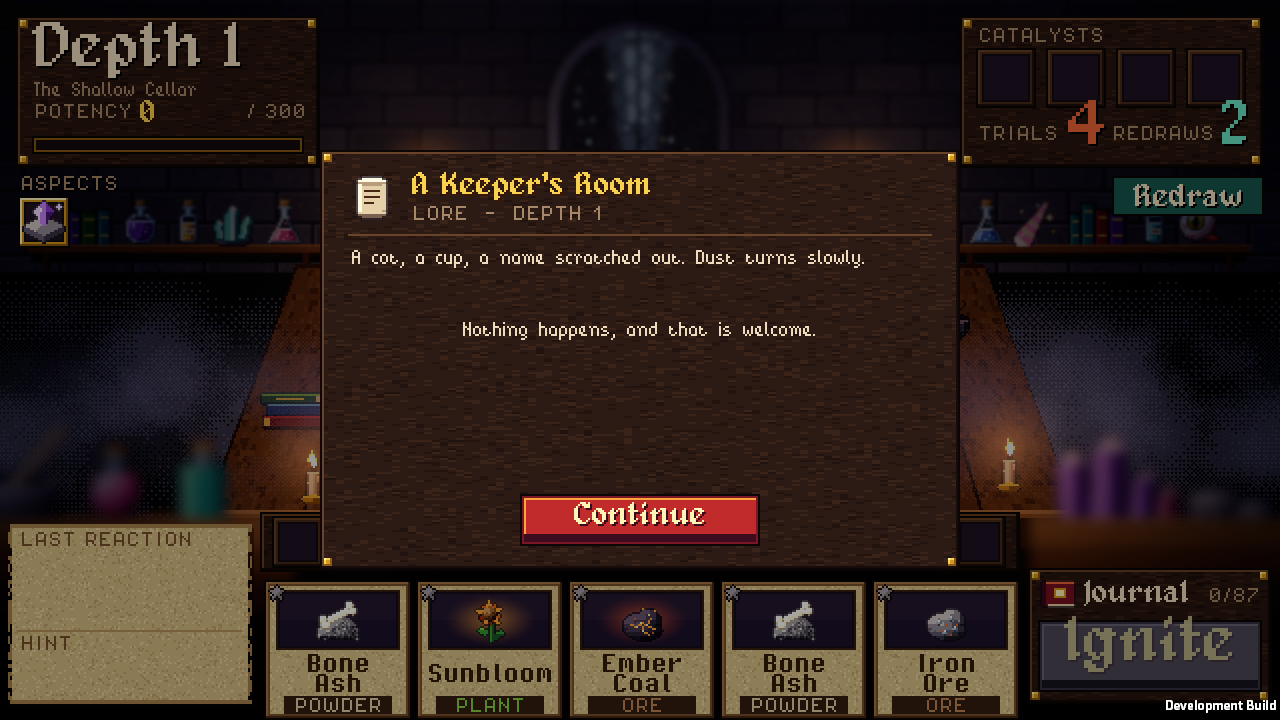 Depth 1
The Shallow Cellar
POTENCY 0 / 300
ASPECTS
CATALYSTS
TRIALS 4 REDRAWS 2
Redraw
A Keeper's Room
LORE - DEPTH 1
A cot, a cup, a name scratched out. Dust turns slowly.
Nothing happens, and that is welcome.
Continue
LAST REACTION
HINT
Bone
Ash
POWDER
Sunbloom
PLANT
Ember
Coal
ORE
Bone
Ash
POWDER
Iron
Ore
ORE
Journal 0/87
Ignite
Development Build